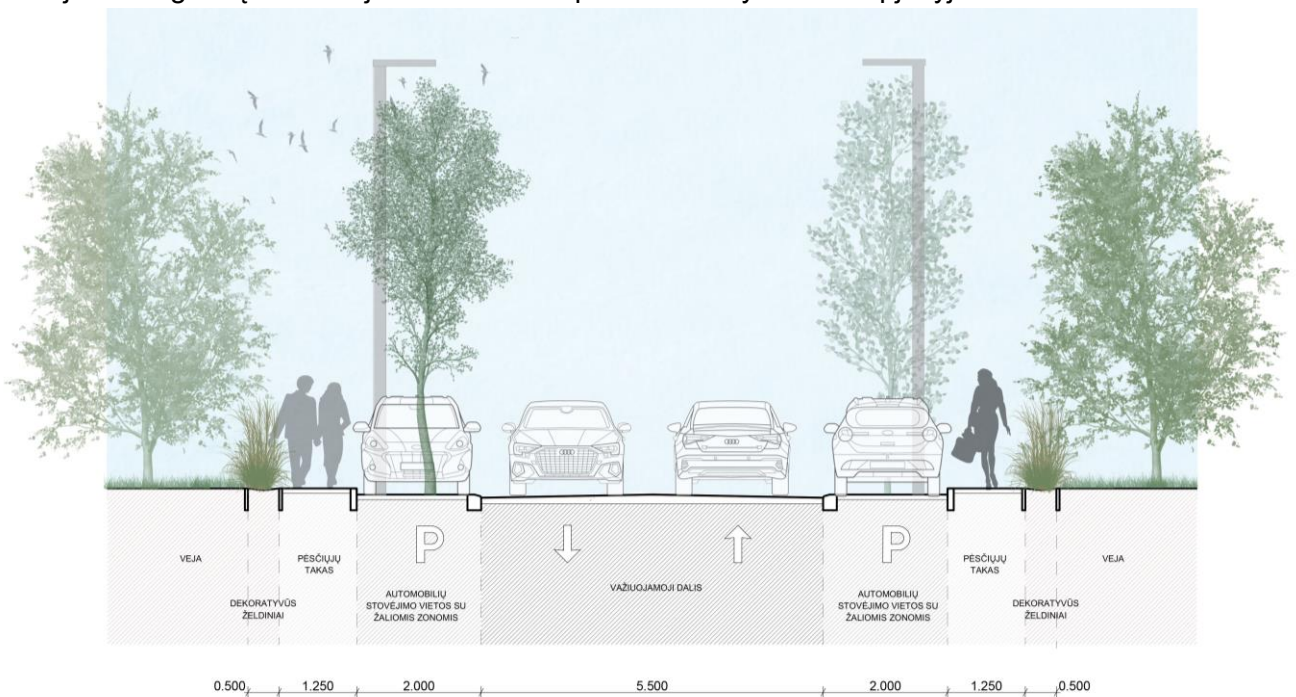 P
P
VEJA
PĖSČIŲJŲ
TAKAS
VAŽIUOJAMOJI DALIS
PĖSČIŲJŲ
TAKAS
VEJA
DEKORATYVŪS
ŽELDINIAI
AUTOMOBILIŲ
STOVĖJIMO VIETOS SU
ŽALIOMIS ZONOMIS
AUTOMOBILIŲ
STOVĖJIMO VIETOS SU
ŽALIOMIS ZONOMIS
DEKORATYVŪS
ŽELDINIAI
0.500 1.250 2.000 5.500 2.000 1.250 0.500